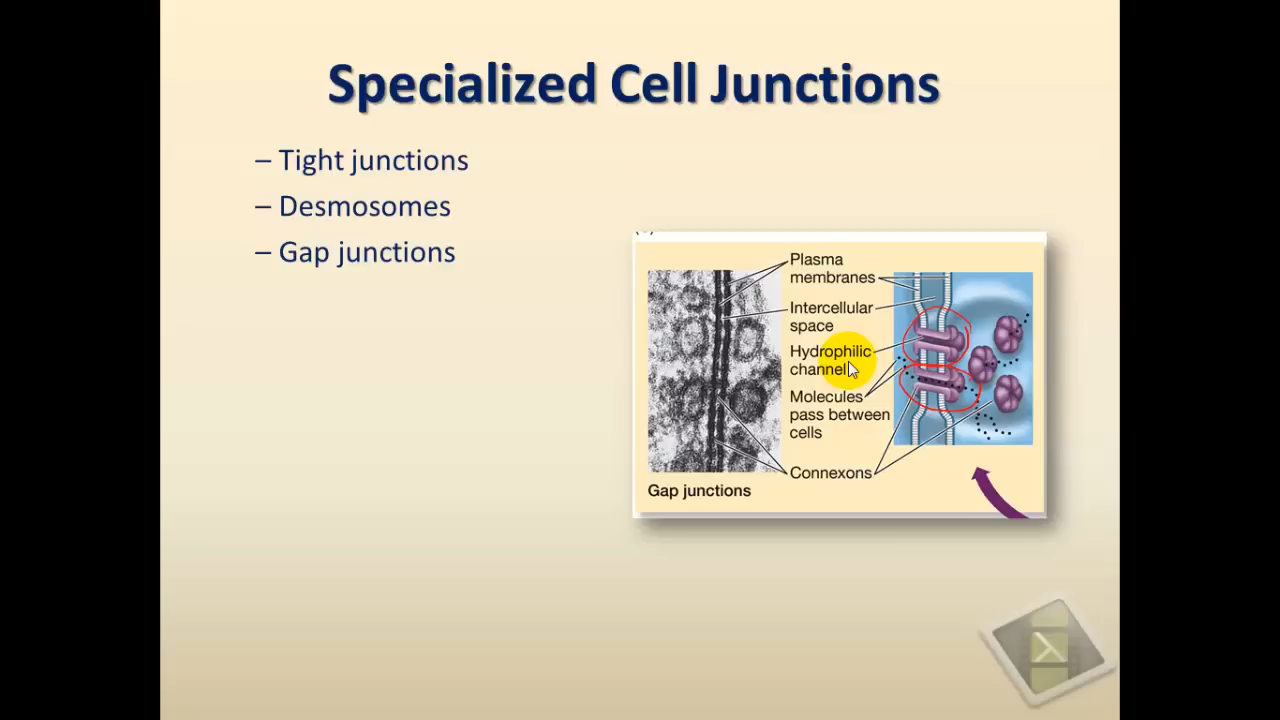 Specialized Cell Junctions
– Tight junctions
– Desmosomes
– Gap junctions
Plasma
membranes
Intercellular
space
Hydrophilic
channel
Molecules
pass between
cells
Connexons
Gap junctions